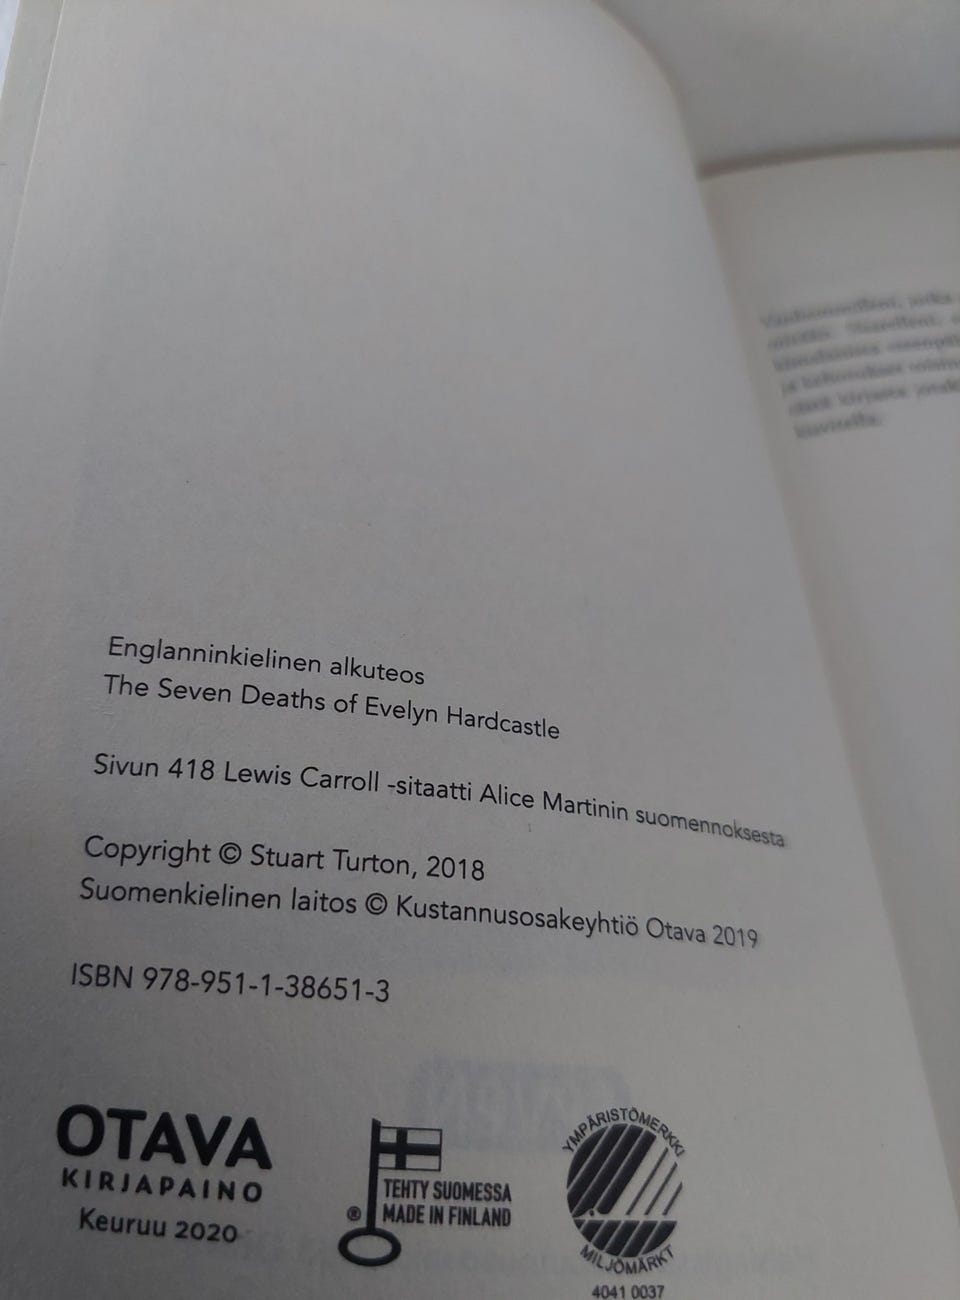 Englanninkielinen alkuteos
The Seven Deaths of Evelyn Hardcastle
Sivun 418 Lewis Carroll -sitaatti Alice Martinin suomennoksesta
Copyright © Stuart Turton, 2018
Suomenkielinen laitos © Kustannusosakeyhtiö Otava 2019
ISBN 978-951-1-38651-3
OTAVA
KIRJAPAINO
Keuruu 2020
® TEHTY SUOMESSA
MADE IN FINLAND
YMPÄRISTÖMERKKI
MILJÖMÄRKT
4041 0037